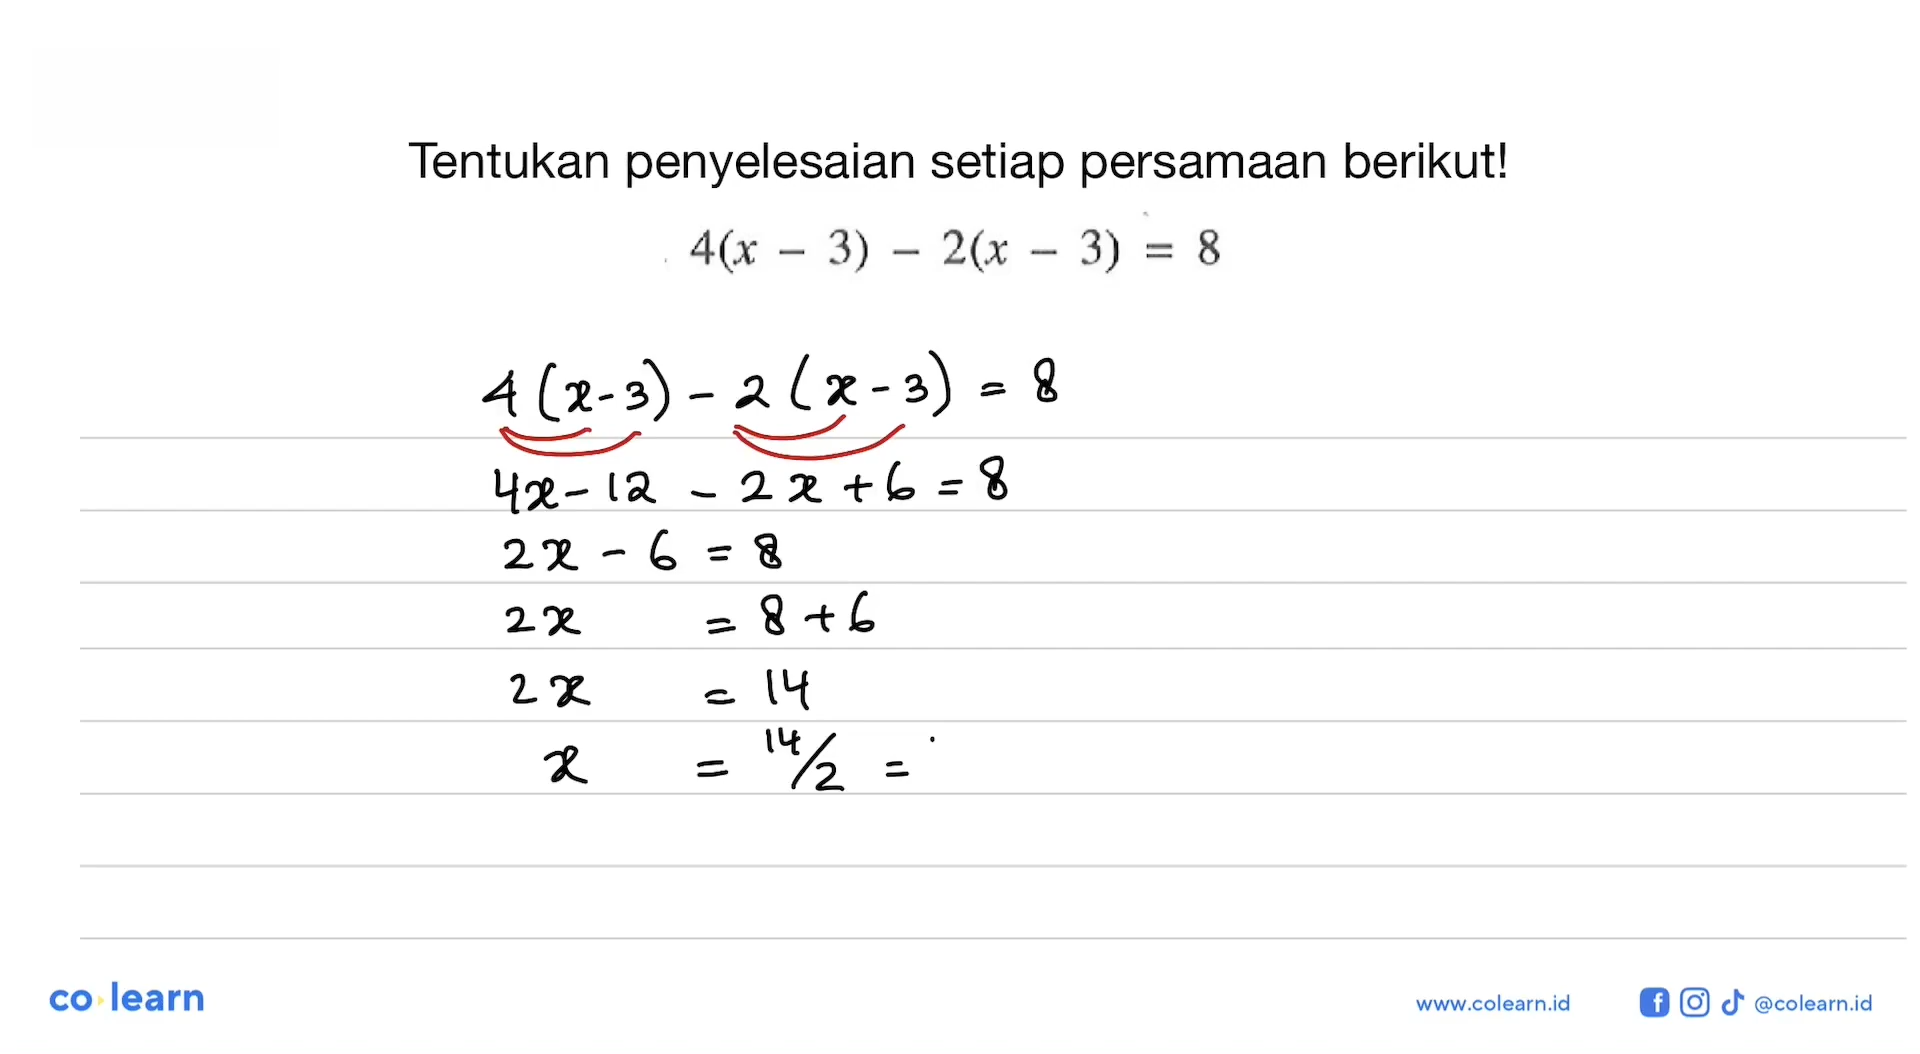 Tentukan penyelesaian setiap persamaan berikut!
4(x − 3) − 2(x − 3) = 8
4(x-3) - 2(x-3) = 8
4x-12 - 2x+6=8
2x - 6 = 8
2x = 8+6
2x = 14
x = 14/2 =
co learn
www.colearn.id
@colearn.id